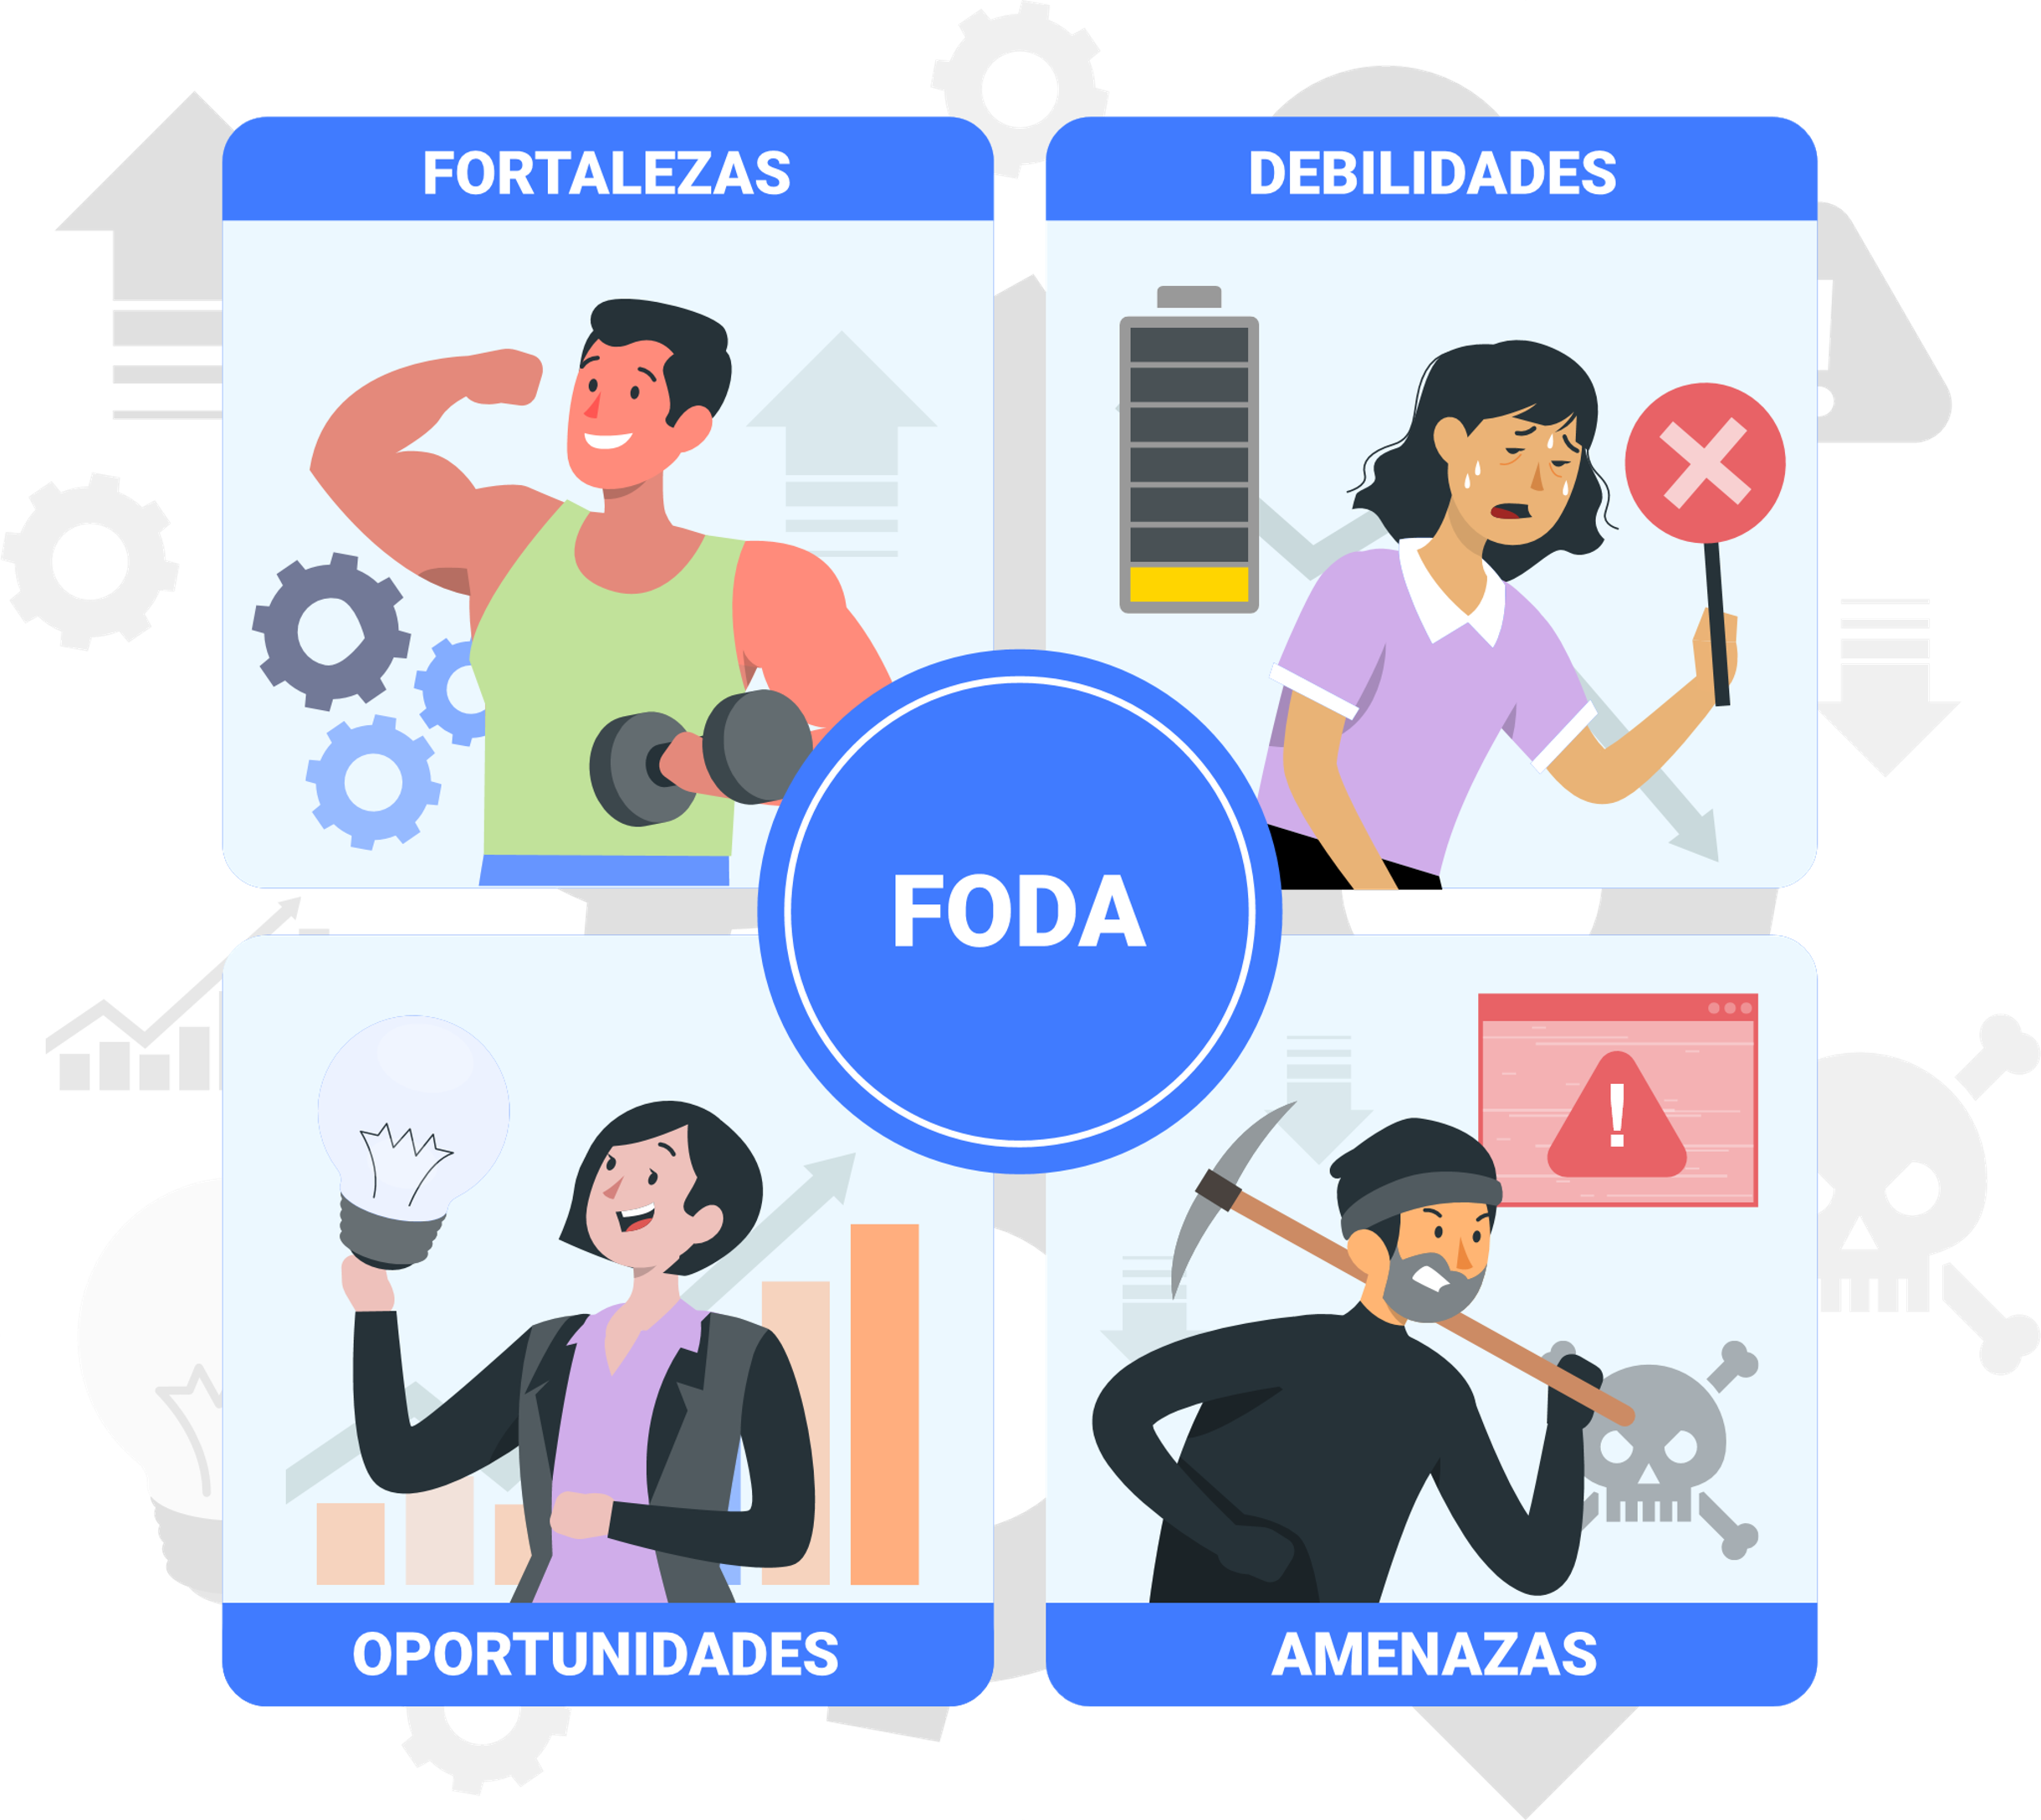 FORTALEZAS
DEBILIDADES
FODA
!
OPORTUNIDADES
AMENAZAS